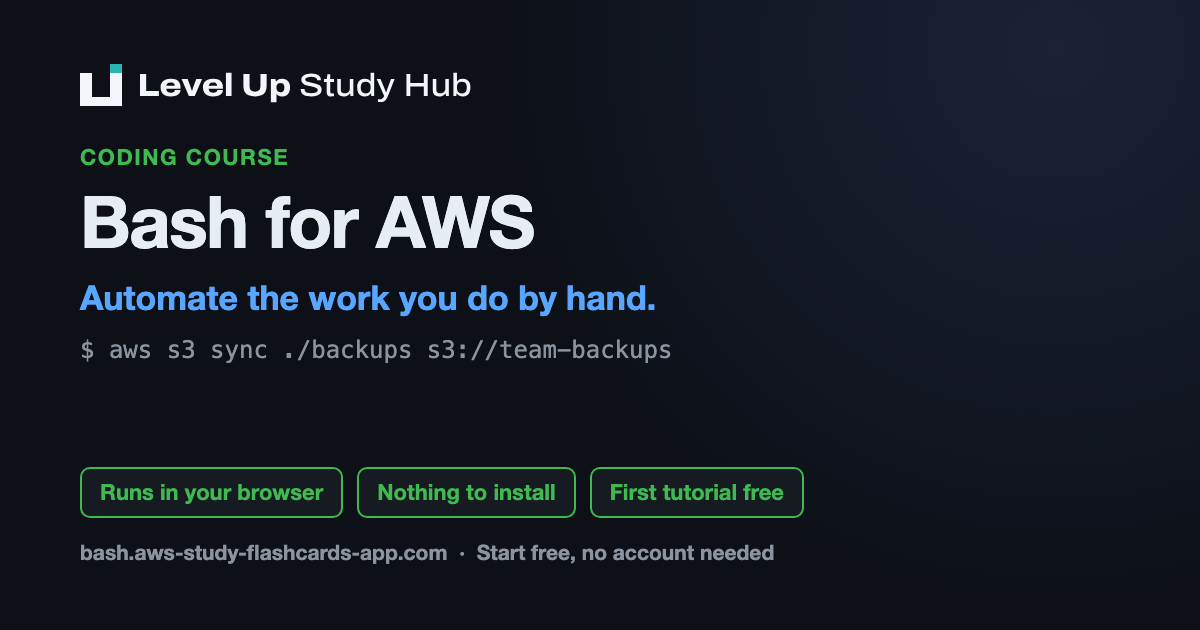 Level Up Study Hub
CODING COURSE
Bash for AWS
Automate the work you do by hand.
$ aws s3 sync ./backups s3://team-backups
Runs in your browser
Nothing to install
First tutorial free
bash.aws-study-flashcards-app.com · Start free, no account needed